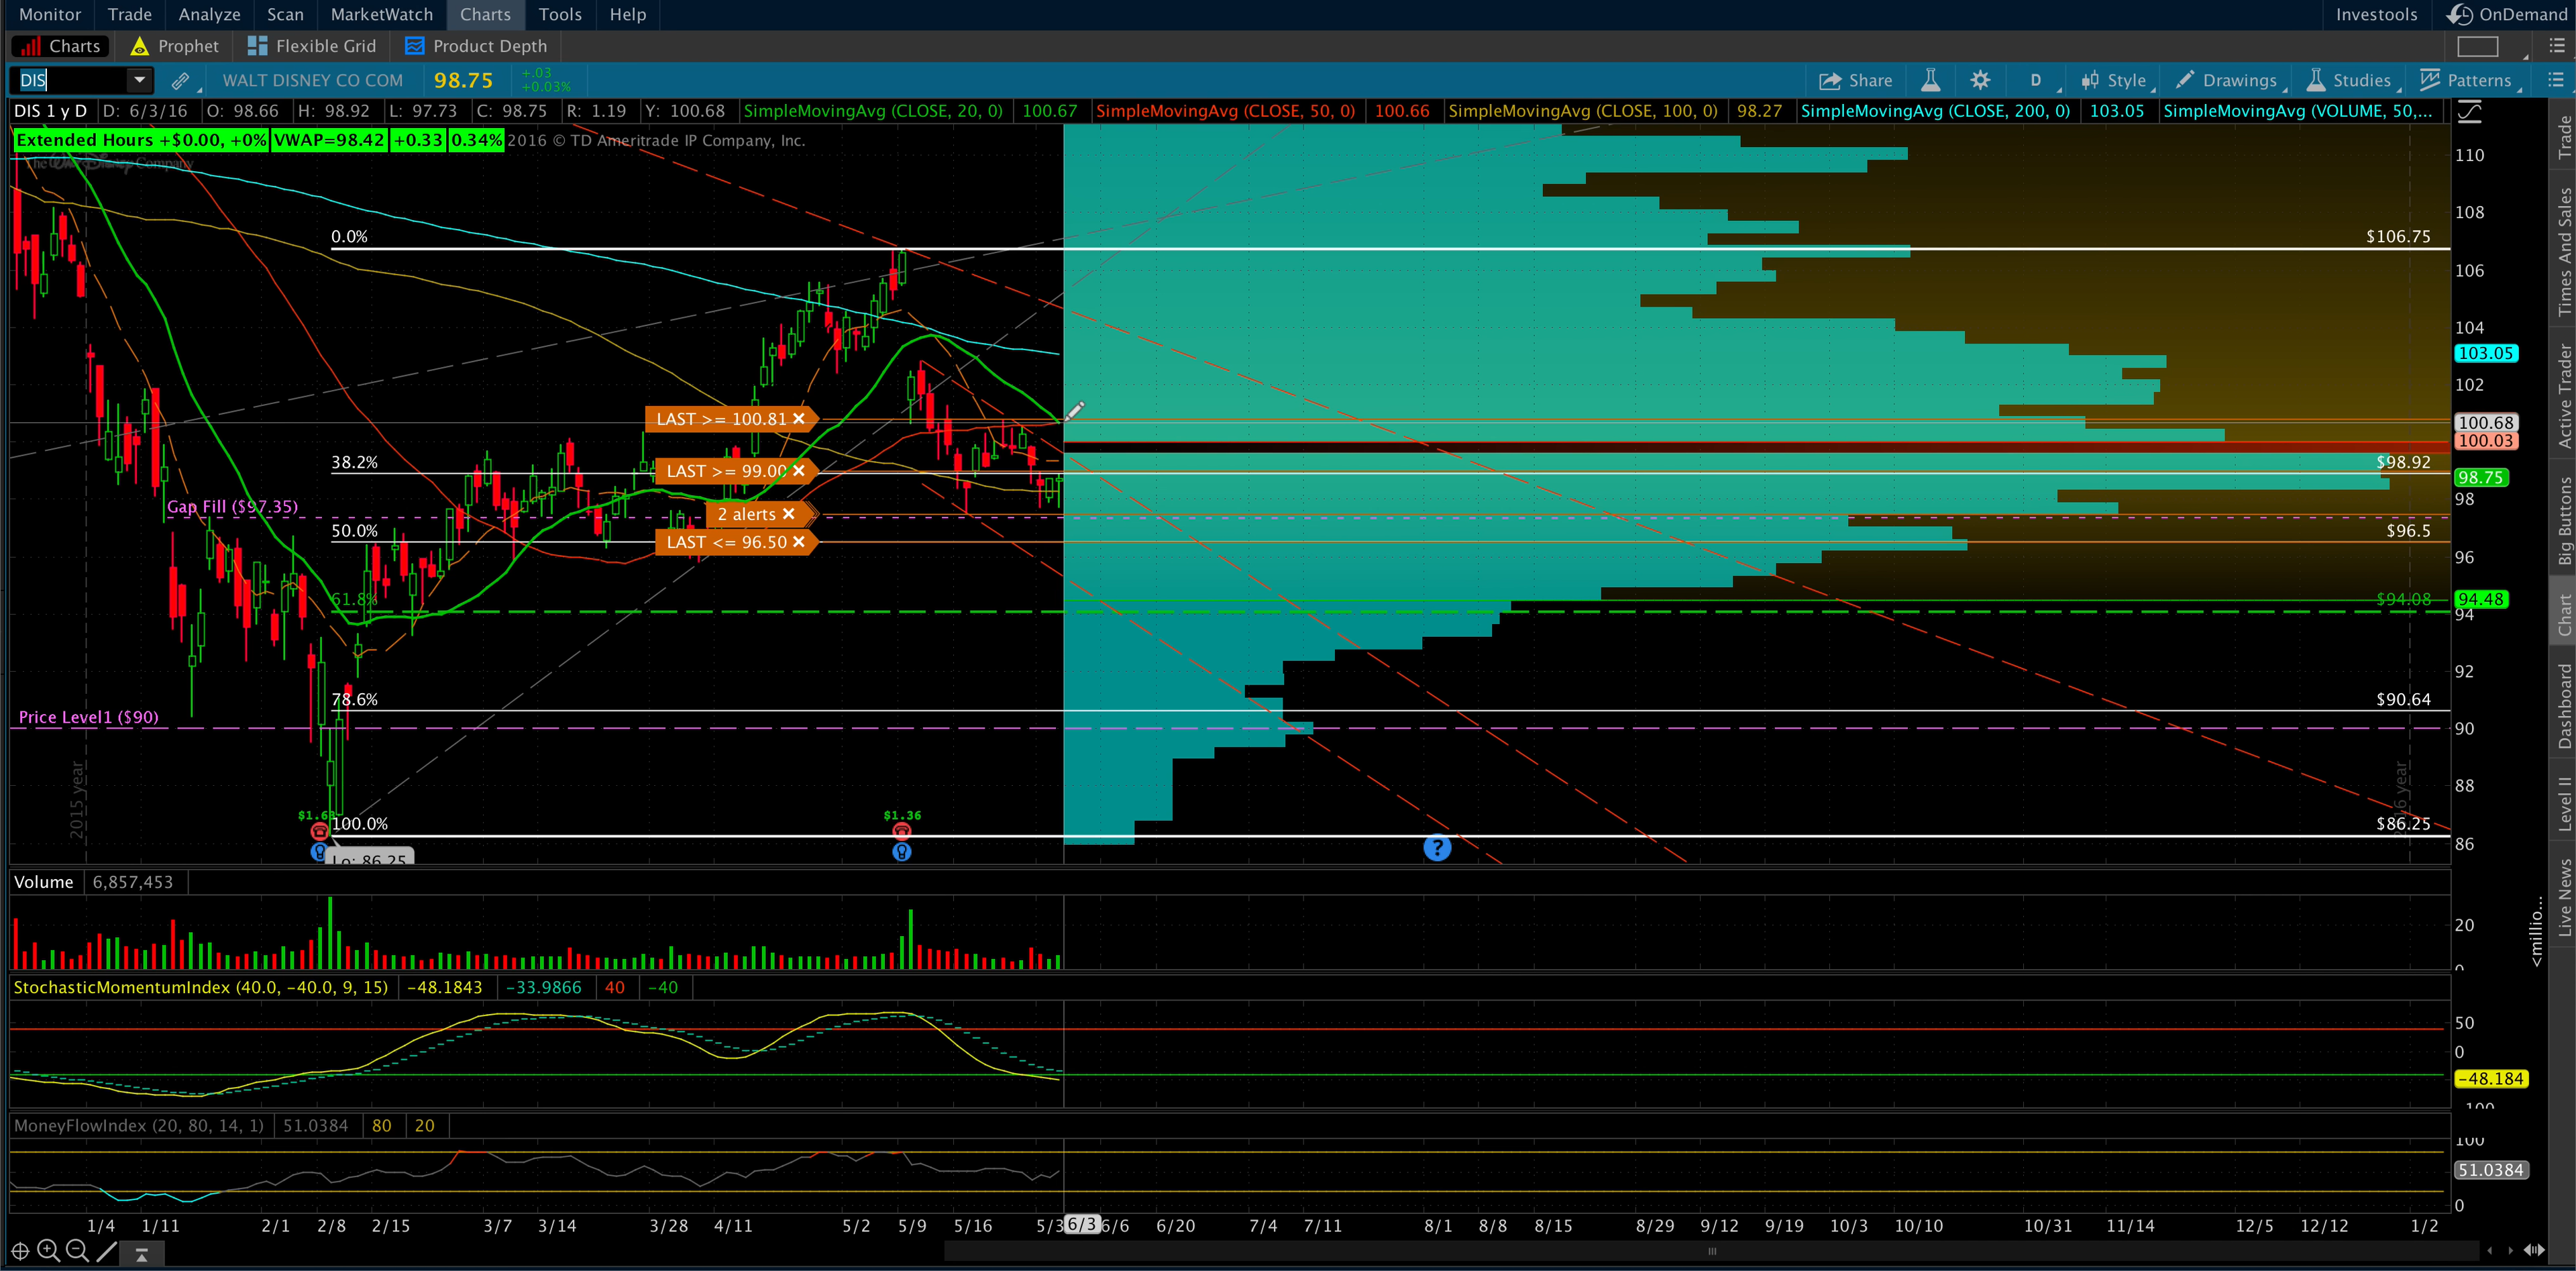 Monitor Trade Analyze Scan MarketWatch Charts Tools Help Investools OnDemand
Charts Prophet Flexible Grid Product Depth
DIS WALT DISNEY CO COM 98.75 +.03 +0.03% Share D Style Drawings Studies Patterns
DIS 1 y D D: 6/3/16 O: 98.66 H: 98.92 L: 97.73 C: 98.75 R: 1.19 Y: 100.68 SimpleMovingAvg (CLOSE, 20, 0) 100.67 SimpleMovingAvg (CLOSE, 50, 0) 100.66 SimpleMovingAvg (CLOSE, 100, 0) 98.27 SimpleMovingAvg (CLOSE, 200, 0) 103.05 SimpleMovingAvg (VOLUME, 50,...
Extended Hours +$0.00, +0% VWAP=98.42 +0.33 0.34% 2016 © TD Ameritrade IP Company, Inc.
The Walt Disney Company
110
108
0.0% $106.75
106
104
103.05
102
LAST >= 100.81 ×
100.68
100.03
38.2% $98.92
LAST >= 99.00 ×
98.75
98
Gap Fill ($97.35)
2 alerts ×
50.0% $96.5
LAST <= 96.50 ×
96
61.8% $94.08
94.48
94
92
78.6% $90.64
Price Level1 ($90)
90
88
2015 year
$1.36
100.0% $86.25
Lo: 86.25
86
?
Volume 6,857,453
20
0
<millio...
StochasticMomentumIndex (40.0, -40.0, 9, 15) -48.1843 -33.9866 40 -40
50
0
-48.184
-100
MoneyFlowIndex (20, 80, 14, 1) 51.0384 80 20
100
51.0384
0
1/4 1/11 2/1 2/8 2/15 3/7 3/14 3/28 4/11 5/2 5/9 5/16 5/3 6/3 6/6 6/20 7/4 7/11 8/1 8/8 8/15 8/29 9/12 9/19 10/3 10/10 10/31 11/14 12/5 12/12 1/2
Trade
Times And Sales
Active Trader
Big Buttons
Chart
Dashboard
Level II
Live News